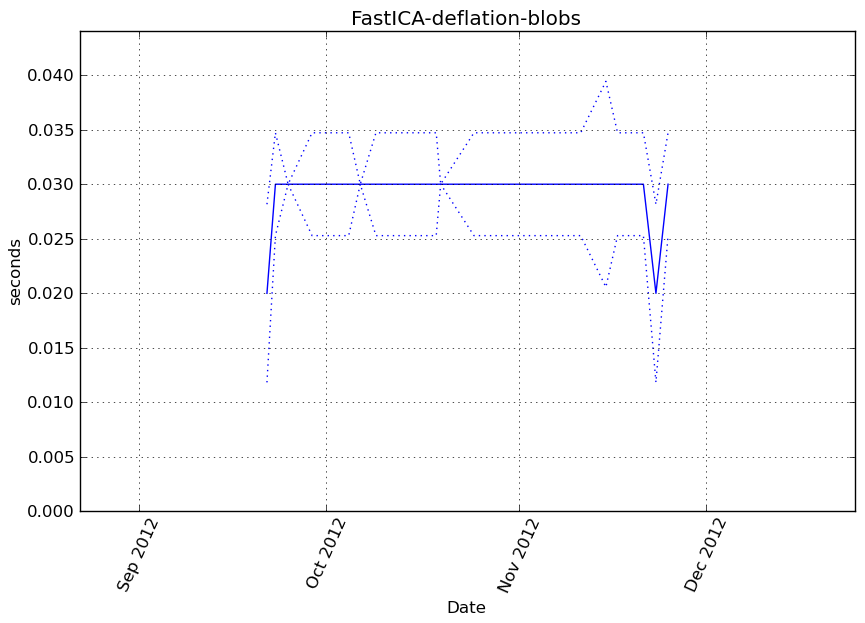 FastICA-deflation-blobs
0.040
0.035
0.030
0.025
0.020
0.015
0.010
0.005
0.000
seconds
Sep 2012
Oct 2012
Nov 2012
Dec 2012
Date